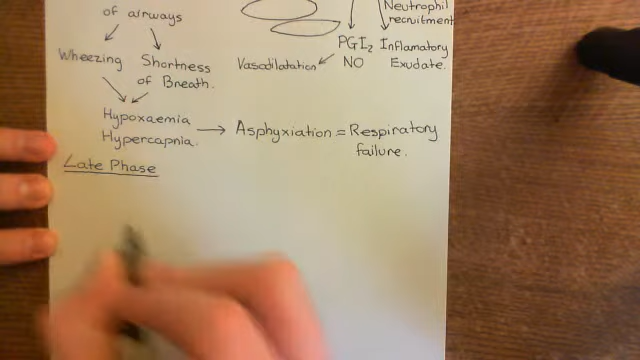 of airways
Neutrophil
recruitment
Wheezing Shortness
of Breath.
PGI₂ Inflamatory
Vasodilatation NO Exudate.
Hypoxaemia
Hypercapnia.
Asphyxiation = Respiratory
failure.
Late Phase